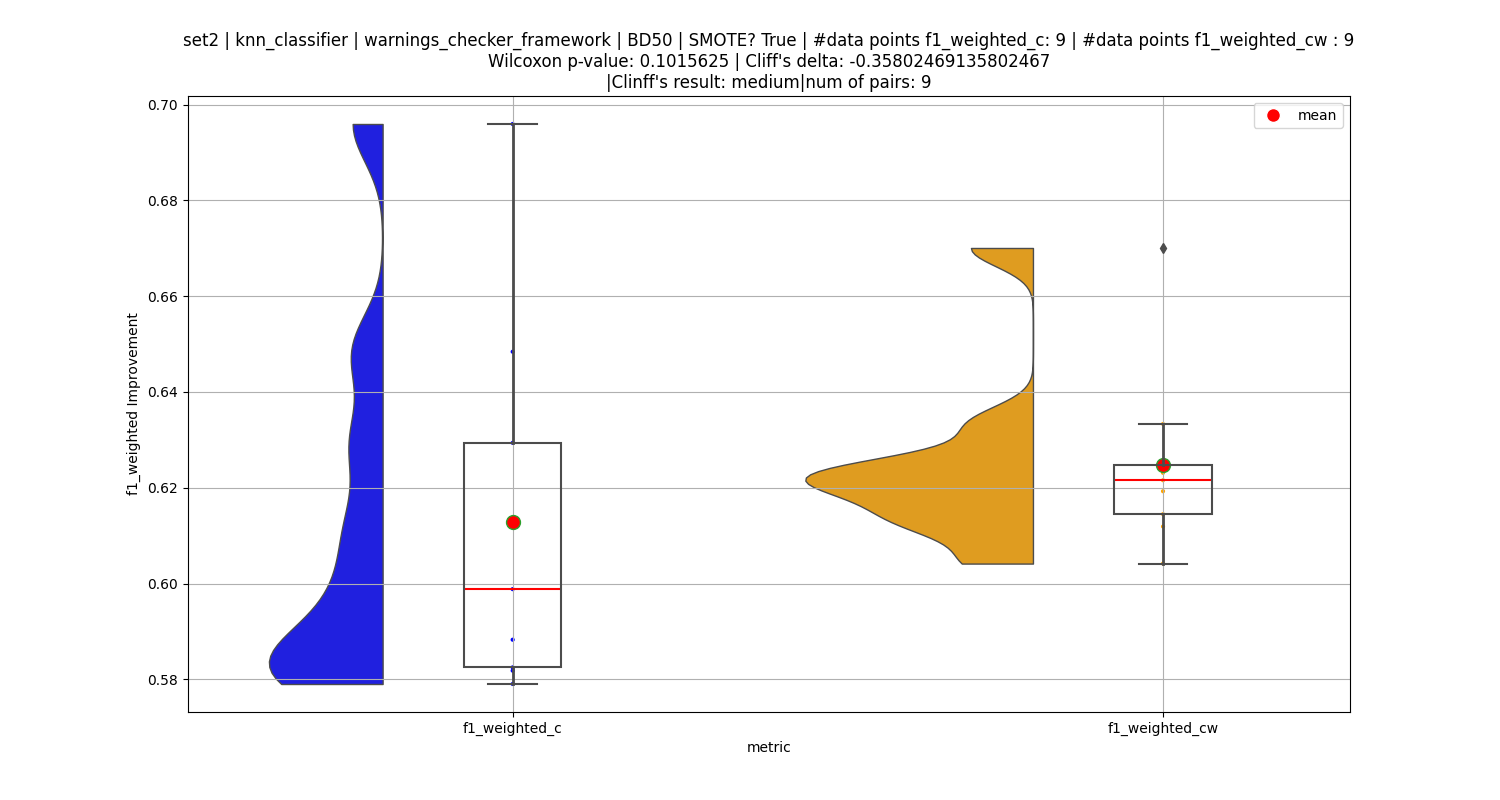 set2 | knn_classifier | warnings_checker_framework | BD50 | SMOTE? True | #data points f1_weighted_c: 9 | #data points f1_weighted_cw : 9
Wilcoxon p-value: 0.1015625 | Cliff's delta: -0.35802469135802467
|Clinff's result: medium|num of pairs: 9
mean
f1_weighted Improvement
0.70
0.68
0.66
0.64
0.62
0.60
0.58
f1_weighted_c
f1_weighted_cw
metric